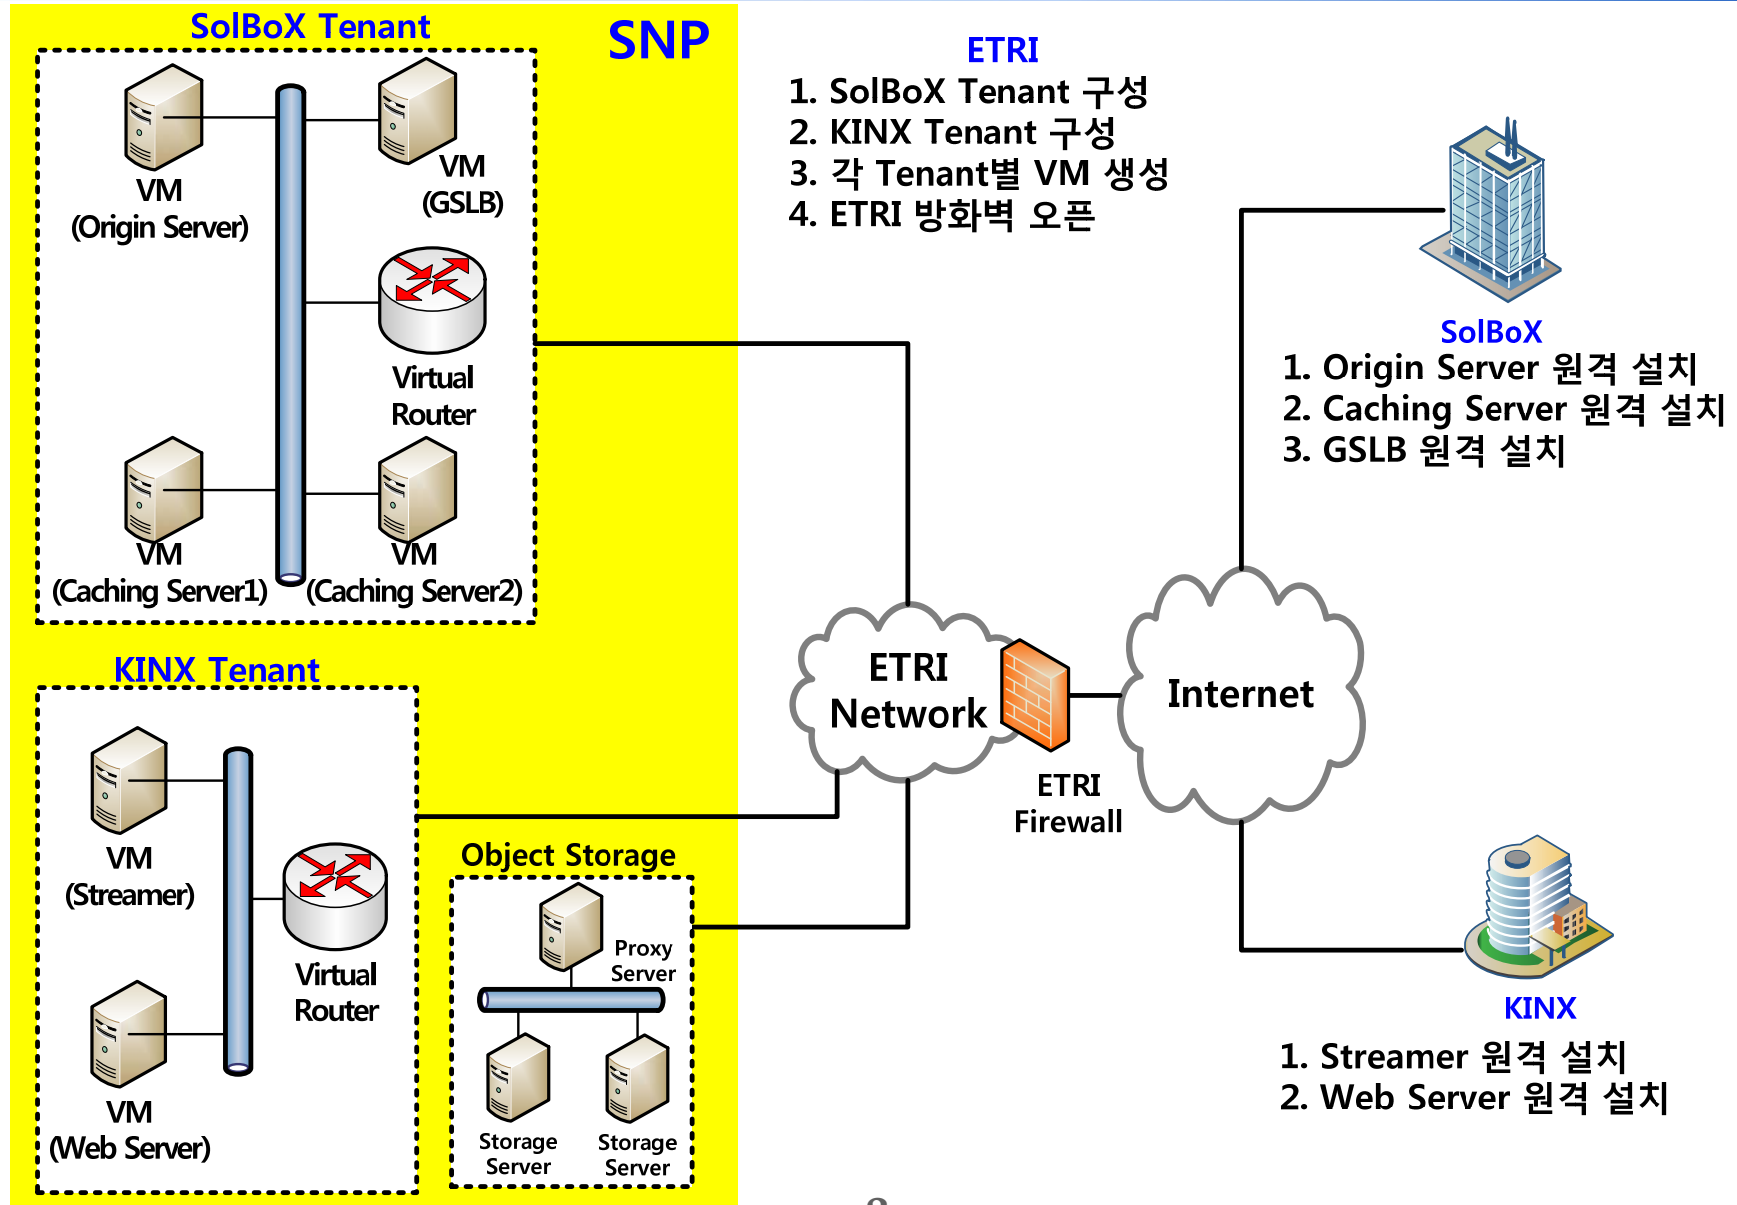 SolBoX Tenant
SNP
VM
(Origin Server)
VM
(GSLB)
Virtual
Router
VM
(Caching Server1)
VM
(Caching Server2)
KINX Tenant
VM
(Streamer)
Virtual
Router
VM
(Web Server)
Object Storage
Proxy
Server
Storage
Server
Storage
Server
ETRI
1. SolBoX Tenant 구성
2. KINX Tenant 구성
3. 각 Tenant별 VM 생성
4. ETRI 방화벽 오픈
ETRI
Network
ETRI
Firewall
Internet
SolBoX
1. Origin Server 원격 설치
2. Caching Server 원격 설치
3. GSLB 원격 설치
KINX
1. Streamer 원격 설치
2. Web Server 원격 설치